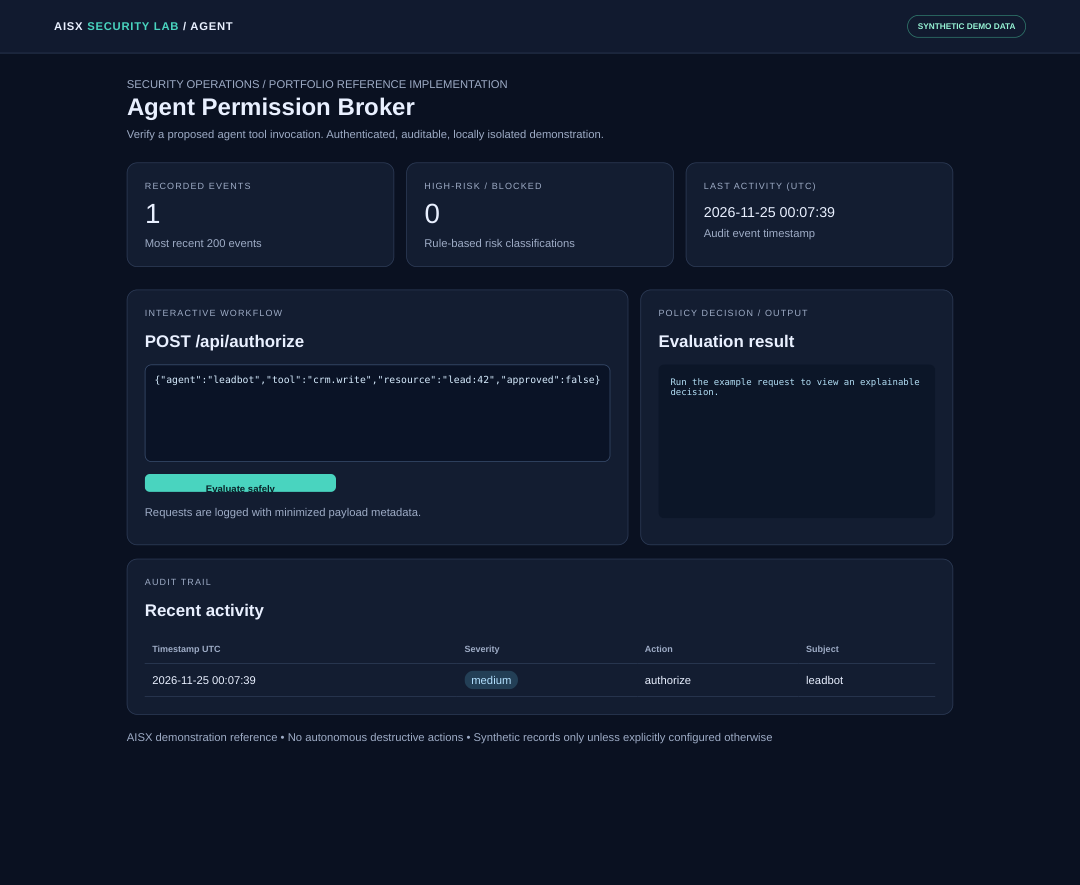 AISX SECURITY LAB / AGENT
SYNTHETIC DEMO DATA
SECURITY OPERATIONS / PORTFOLIO REFERENCE IMPLEMENTATION
Agent Permission Broker
Verify a proposed agent tool invocation. Authenticated, auditable, locally isolated demonstration.
RECORDED EVENTS
1
Most recent 200 events
HIGH-RISK / BLOCKED
0
Rule-based risk classifications
LAST ACTIVITY (UTC)
2026-11-25 00:07:39
Audit event timestamp
INTERACTIVE WORKFLOW
POST /api/authorize
{"agent":"leadbot","tool":"crm.write","resource":"lead:42","approved":false}
Evaluate safely
Requests are logged with minimized payload metadata.
POLICY DECISION / OUTPUT
Evaluation result
Run the example request to view an explainable
decision.
AUDIT TRAIL
Recent activity
Timestamp UTC Severity Action Subject
2026-11-25 00:07:39 medium authorize leadbot
AISX demonstration reference • No autonomous destructive actions • Synthetic records only unless explicitly configured otherwise